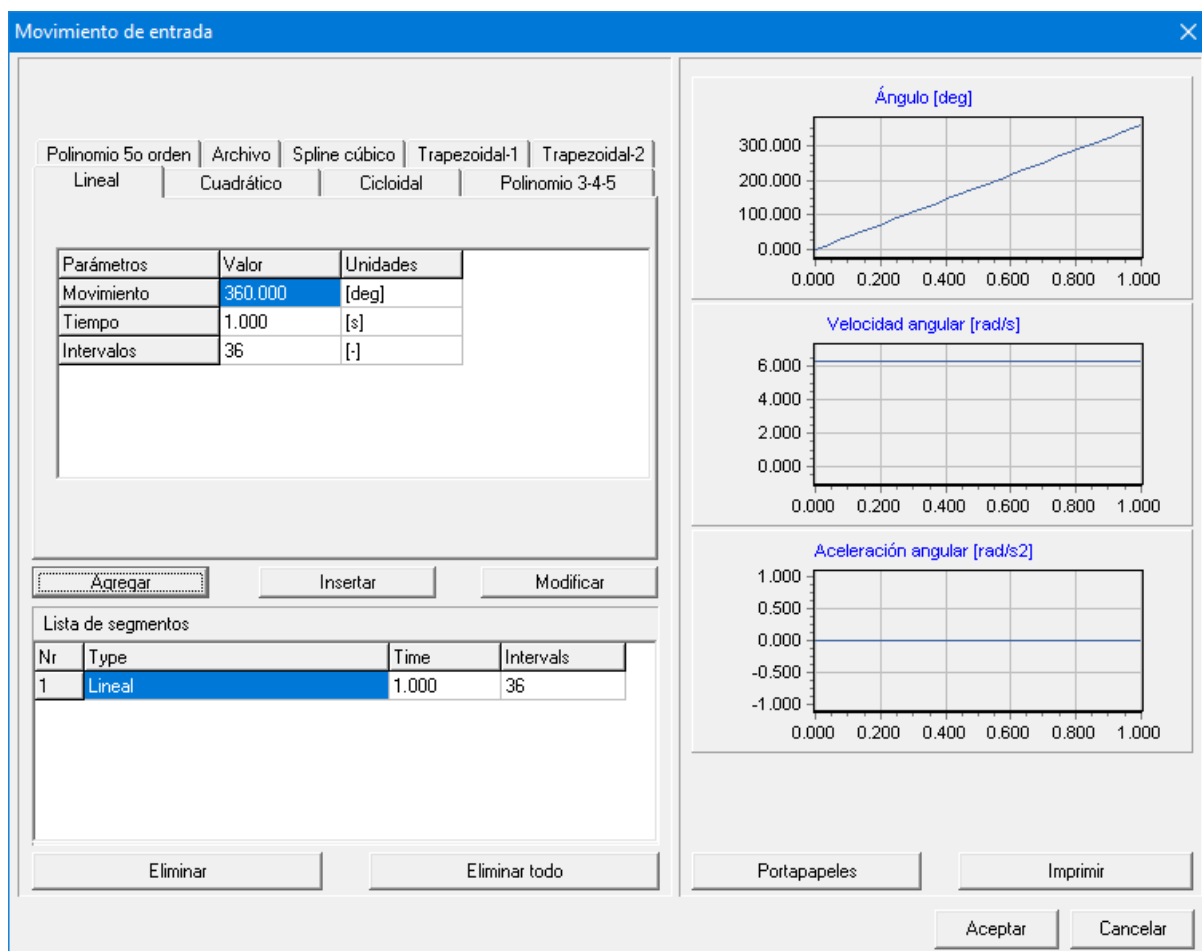 Movimiento de entrada
Polinomio 5o orden Archivo Spline cúbico Trapezoidal-1 Trapezoidal-2
Lineal Cuadrático Cicloidal Polinomio 3-4-5
Parámetros Valor Unidades
Movimiento 360.000 [deg]
Tiempo 1.000 [s]
Intervalos 36 [-]
Agregar Insertar Modificar
Lista de segmentos
Nr Type Time Intervals
1 Lineal 1.000 36
Eliminar Eliminar todo
Ángulo [deg]
300.000
200.000
100.000
0.000
0.000 0.200 0.400 0.600 0.800 1.000
Velocidad angular [rad/s]
6.000
4.000
2.000
0.000
0.000 0.200 0.400 0.600 0.800 1.000
Aceleración angular [rad/s2]
1.000
0.500
0.000
-0.500
-1.000
0.000 0.200 0.400 0.600 0.800 1.000
Portapapeles Imprimir
Aceptar Cancelar